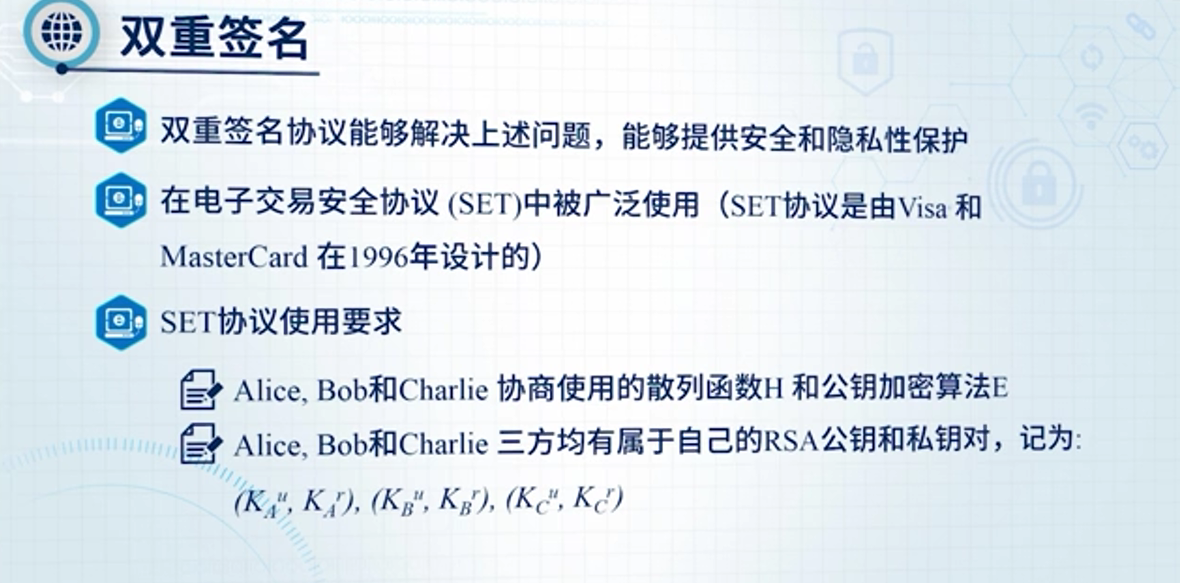 双重签名
双重签名协议能够解决上述问题，能够提供安全和隐私性保护
在电子交易安全协议 (SET)中被广泛使用（SET协议是由Visa 和
MasterCard 在1996年设计的）
SET协议使用要求
Alice, Bob和Charlie 协商使用的散列函数H 和公钥加密算法E
Alice, Bob和Charlie 三方均有属于自己的RSA公钥和私钥对，记为:
(K_A^u, K_A^r), (K_B^u, K_B^r), (K_C^u, K_C^r)